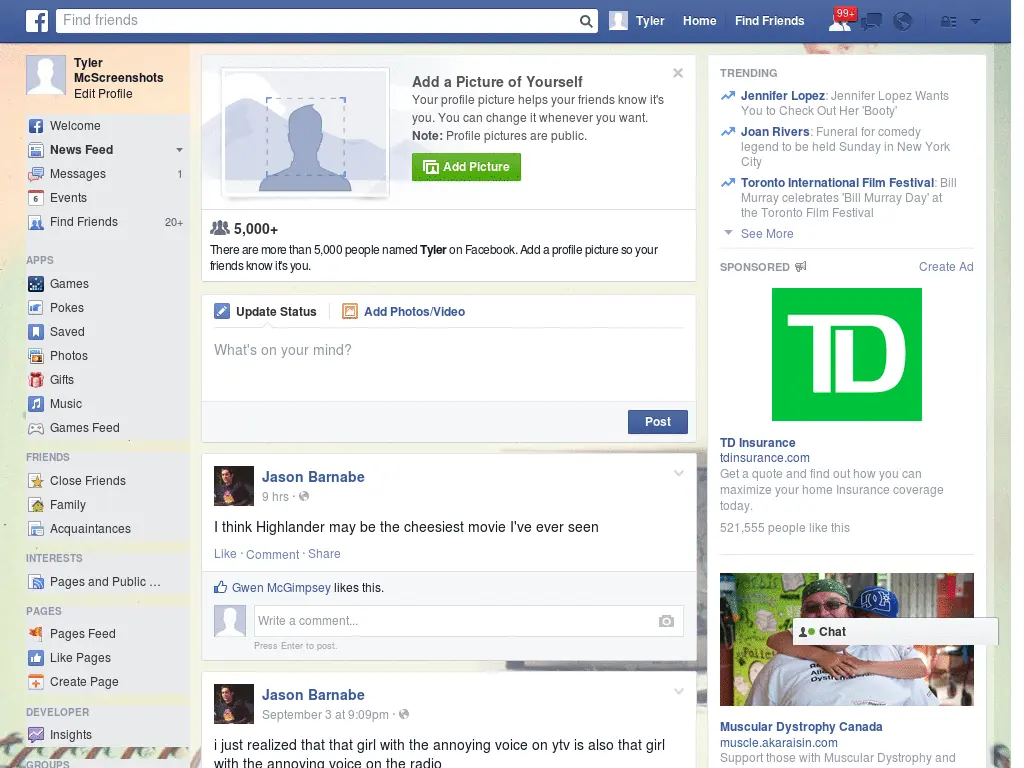 Find friends
Tyler
Home
Find Friends
99+
Tyler
McScreenshots
Edit Profile
Welcome
News Feed
Messages 1
6 Events
Find Friends 20+
APPS
Games
Pokes
Saved
Photos
Gifts
Music
Games Feed
FRIENDS
Close Friends
Family
Acquaintances
INTERESTS
Pages and Public ...
PAGES
Pages Feed
Like Pages
Create Page
DEVELOPER
Insights
GROUPS
Add a Picture of Yourself
Your profile picture helps your friends know it's
you. You can change it whenever you want.
Note: Profile pictures are public.
Add Picture
5,000+
There are more than 5,000 people named Tyler on Facebook. Add a profile picture so your
friends know it's you.
Update Status
Add Photos/Video
What's on your mind?
Post
Jason Barnabe
9 hrs ·
I think Highlander may be the cheesiest movie I've ever seen
Like · Comment · Share
Gwen McGimpsey likes this.
Write a comment...
Press Enter to post.
Jason Barnabe
September 3 at 9:09pm ·
i just realized that that girl with the annoying voice on ytv is also that girl
with the annoying voice on the radio
TRENDING
Jennifer Lopez: Jennifer Lopez Wants
You to Check Out Her 'Booty'
Joan Rivers: Funeral for comedy
legend to be held Sunday in New York
City
Toronto International Film Festival: Bill
Murray celebrates 'Bill Murray Day' at
the Toronto Film Festival
See More
SPONSORED
Create Ad
TD
TD Insurance
tdinsurance.com
Get a quote and find out how you can
maximize your home Insurance coverage
today.
521,555 people like this
Chat
Muscular Dystrophy Canada
muscle.akaraisin.com
Support those with Muscular Dystrophy and